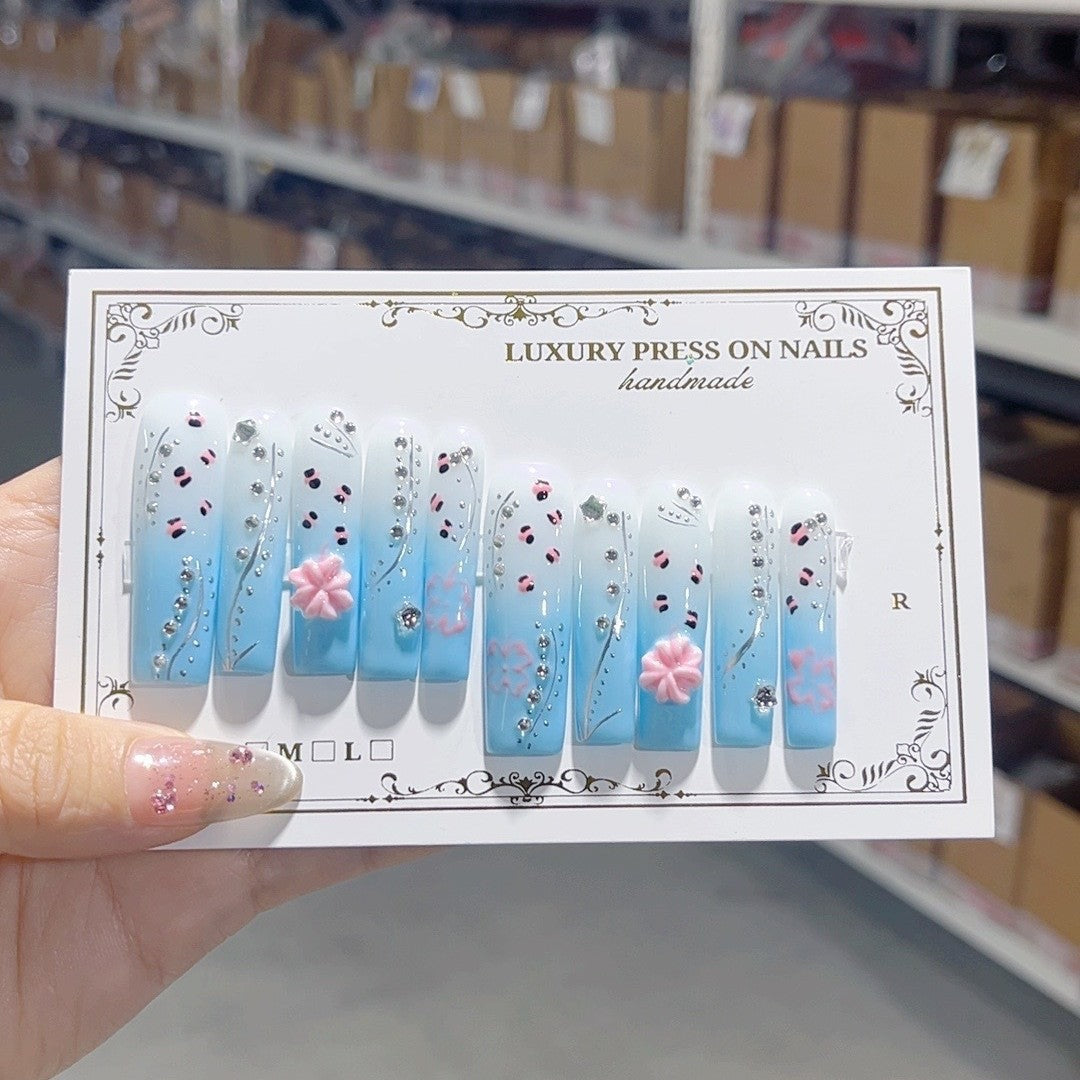 LUXURY PRESS ON NAILS
handmade
R
M L